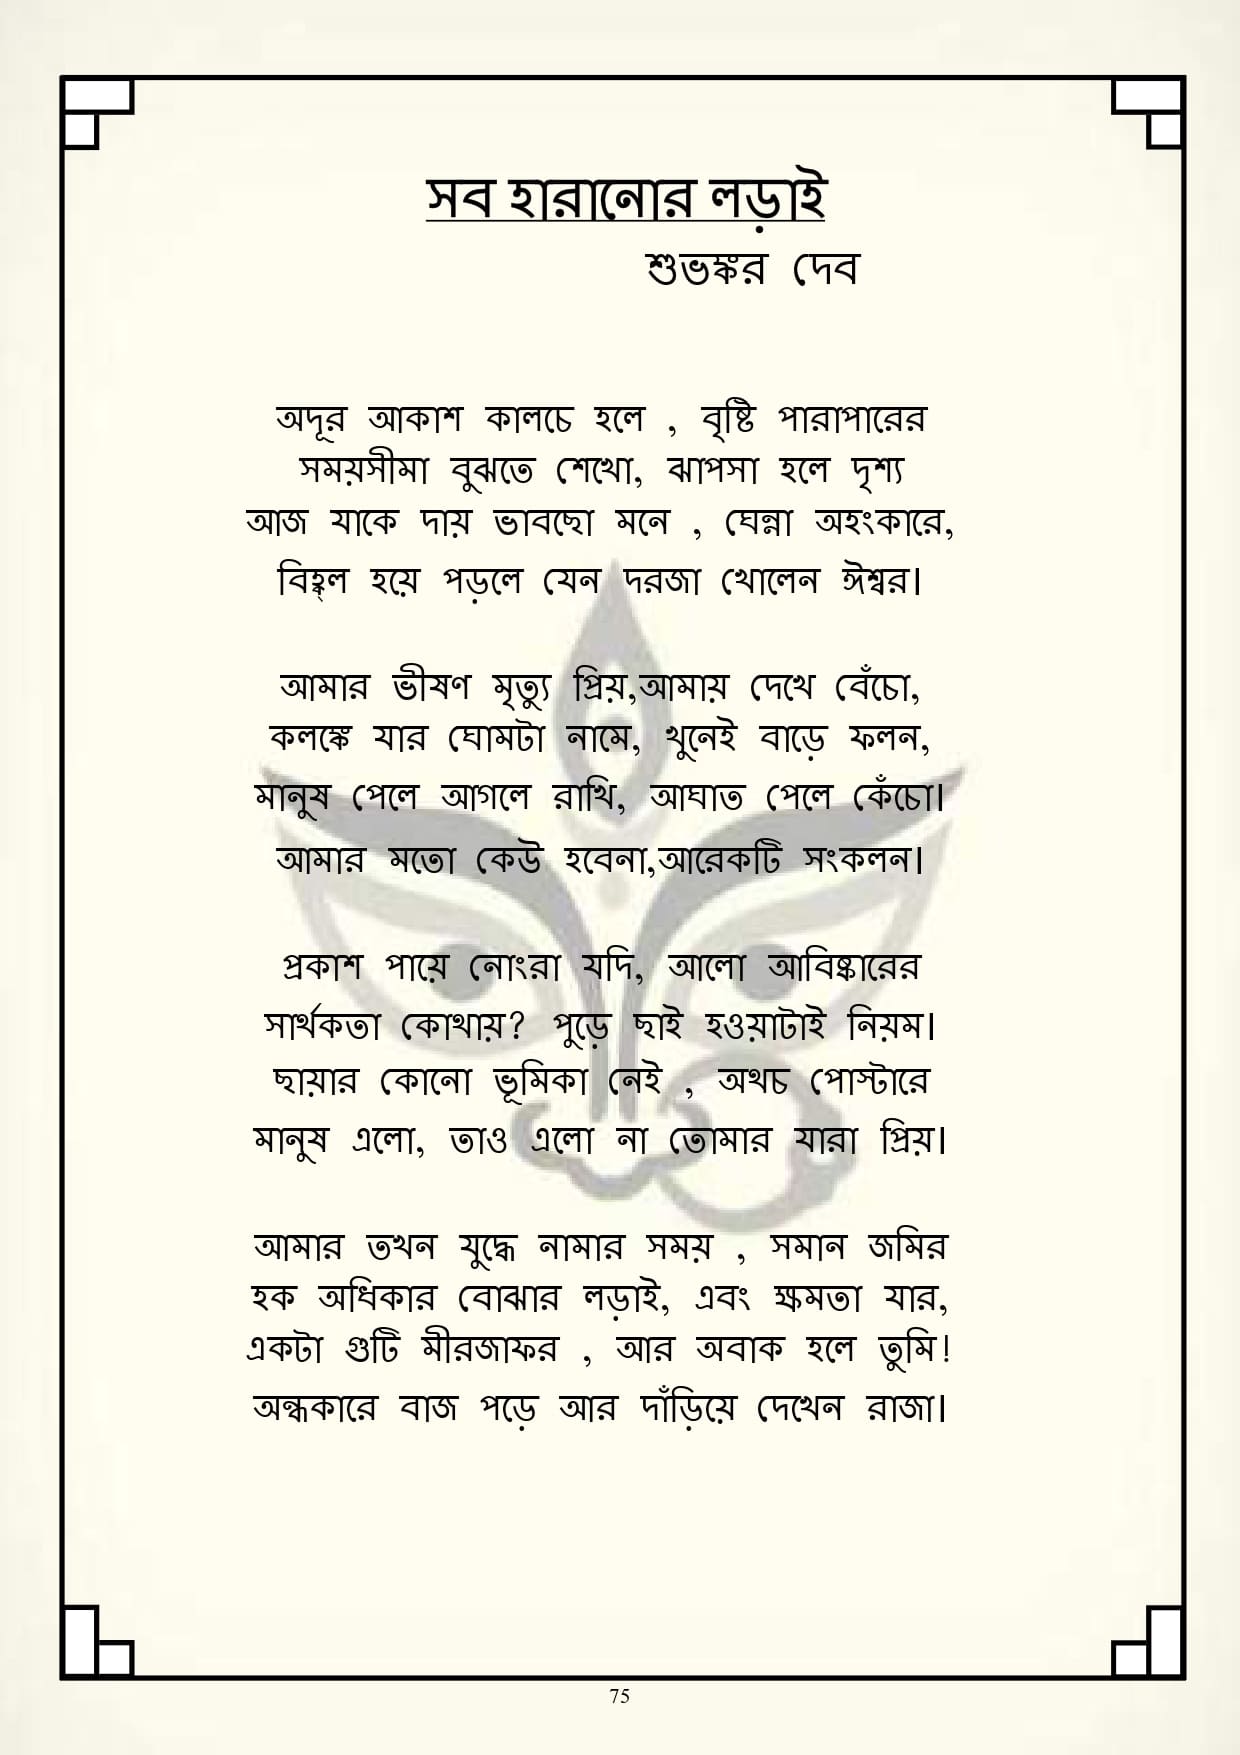 সব হারানোর লড়াই
শুভঙ্কর দেব
অদূর আকাশ কালচে হলে , বৃষ্টি পারাপারের
সময়সীমা বুঝতে শেখো, ঝাপসা হলে দৃশ্য
আজ যাকে দায় ভাবছো মনে , ঘেন্না অহংকারে,
বিহ্ব্ল হয়ে পড়লে যেন দরজা খোলেন ঈশ্বর।
আমার ভীষণ মৃত্যু প্রিয়,আমায় দেখে বেঁচো,
কলঙ্কে যার ঘোমটা নামে, খুনেই বাড়ে ফলন,
মানুষ পেলে আগলে রাখি, আঘাত পেলে কেঁচো।
আমার মতো কেউ হবেনা,আরেকটি সংকলন।
প্রকাশ পায়ে নোংরা যদি, আলো আবিষ্কারের
সার্থকতা কোথায়? পুড়ে ছাই হওয়াটাই নিয়ম।
ছায়ার কোনো ভূমিকা নেই , অথচ পোস্টারে
মানুষ এলো, তাও এলো না তোমার যারা প্রিয়।
আমার তখন যুদ্ধে নামার সময় , সমান জমির
হক অধিকার বোঝার লড়াই, এবং ক্ষমতা যার,
একটা গুটি মীরজাফর , আর অবাক হলে তুমি!
অন্ধকারে বাজ পড়ে আর দাঁড়িয়ে দেখেন রাজা।
75